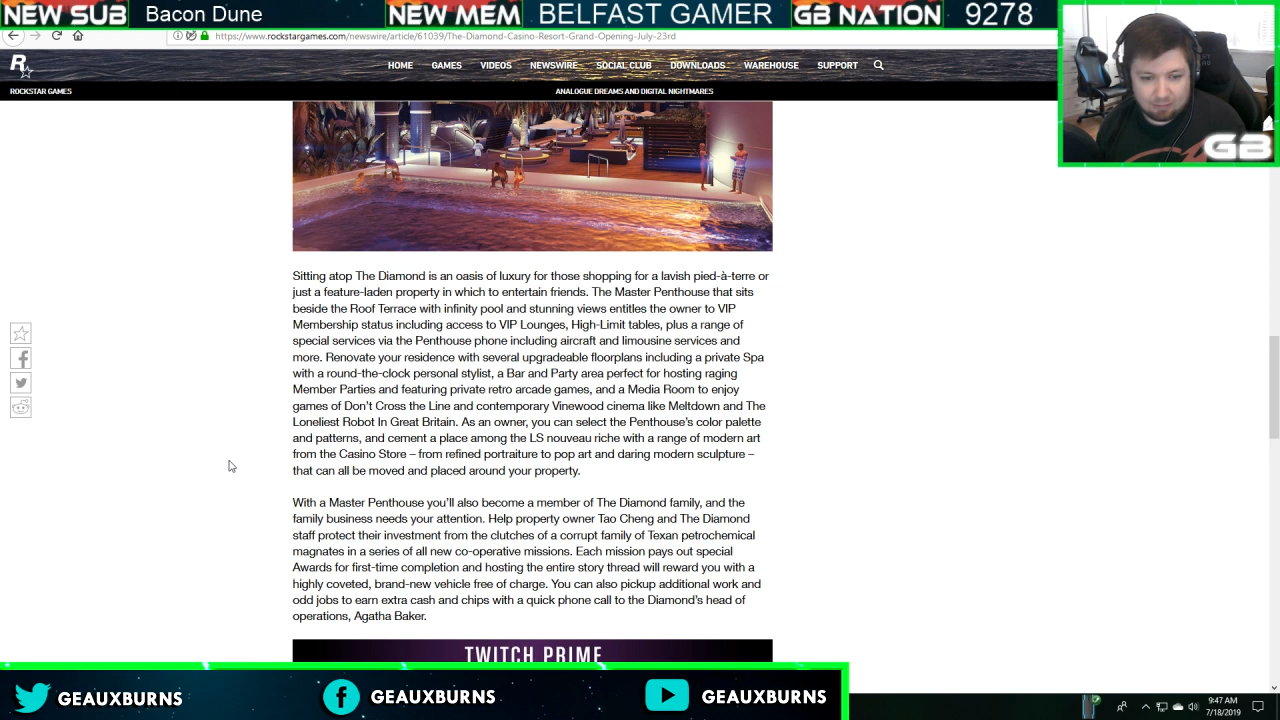 NEW SUB Bacon Dune NEW MEM BELFAST GAMER GB NATION 9278
https://www.rockstargames.com/newswire/article/61039/The-Diamond-Casino-Resort-Grand-Opening-July-23rd
R
HOME GAMES VIDEOS NEWSWIRE SOCIAL CLUB DOWNLOADS WAREHOUSE SUPPORT
ROCKSTAR GAMES ANALOGUE DREAMS AND DIGITAL NIGHTMARES
GB
Sitting atop The Diamond is an oasis of luxury for those shopping for a lavish pied-à-terre or
just a feature-laden property in which to entertain friends. The Master Penthouse that sits
beside the Roof Terrace with infinity pool and stunning views entitles the owner to VIP
Membership status including access to VIP Lounges, High-Limit tables, plus a range of
special services via the Penthouse phone including aircraft and limousine services and
more. Renovate your residence with several upgradeable floorplans including a private Spa
with a round-the-clock personal stylist, a Bar and Party area perfect for hosting raging
Member Parties and featuring private retro arcade games, and a Media Room to enjoy
games of Don't Cross the Line and contemporary Vinewood cinema like Meltdown and The
Loneliest Robot In Great Britain. As an owner, you can select the Penthouse's color palette
and patterns, and cement a place among the LS nouveau riche with a range of modern art
from the Casino Store – from refined portraiture to pop art and daring modern sculpture –
that can all be moved and placed around your property.
With a Master Penthouse you'll also become a member of The Diamond family, and the
family business needs your attention. Help property owner Tao Cheng and The Diamond
staff protect their investment from the clutches of a corrupt family of Texan petrochemical
magnates in a series of all new co-operative missions. Each mission pays out special
Awards for first-time completion and hosting the entire story thread will reward you with a
highly coveted, brand-new vehicle free of charge. You can also pickup additional work and
odd jobs to earn extra cash and chips with a quick phone call to the Diamond's head of
operations, Agatha Baker.
TWITCH PRIME
GEAUXBURNS GEAUXBURNS GEAUXBURNS
9:47 AM
7/18/2019